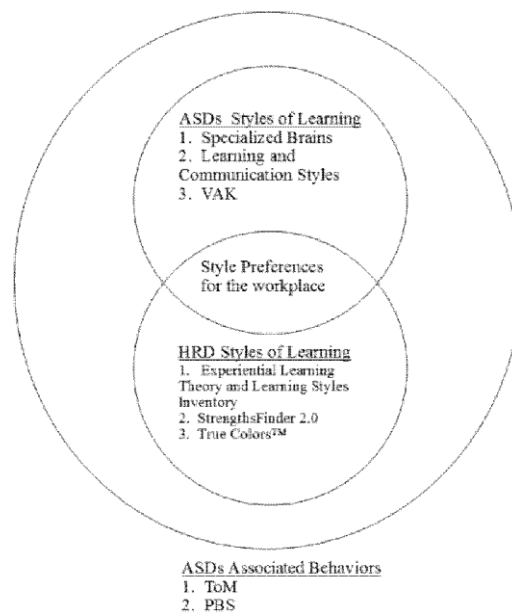 ASDs Styles of Learning
1. Specialized Brains
2. Learning and
Communication Styles
3. VAK
Style Preferences
for the workplace
HRD Styles of Learning
1. Experiential Learning
Theory and Learning Styles
Inventory
2. StrengthsFinder 2.0
3. True Colors™
ASDs Associated Behaviors
1. ToM
2. PBS